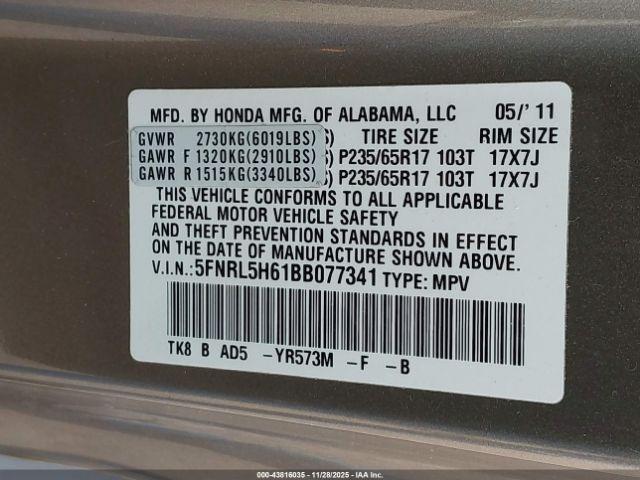 MFD. BY HONDA MFG. OF ALABAMA, LLC 05/' 11
GVWR 2730KG(6019LBS) TIRE SIZE RIM SIZE
GAWR F 1320KG(2910LBS) P235/65R17 103T 17X7J
GAWR R 1515KG(3340LBS) P235/65R17 103T 17X7J
THIS VEHICLE CONFORMS TO ALL APPLICABLE
FEDERAL MOTOR VEHICLE SAFETY
AND THEFT PREVENTION STANDARDS IN EFFECT
ON THE DATE OF MANUFACTURE SHOWN ABOVE.
V.I.N.:5FNRL5H61BB077341 TYPE: MPV
TK8 B AD5 -YR573M -F -B
000-43816035 - 11/28/2025 - IAA Inc.